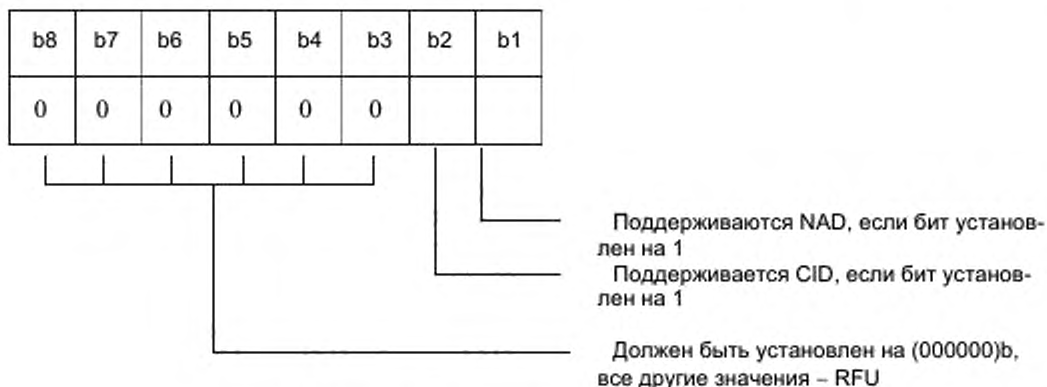 b8 b7 b6 b5 b4 b3 b2 b1
0 0 0 0 0 0
Поддерживаются NAD, если бит установ-
лен на 1
Поддерживается CID, если бит установ-
лен на 1
Должен быть установлен на (000000)b,
все другие значения – RFU